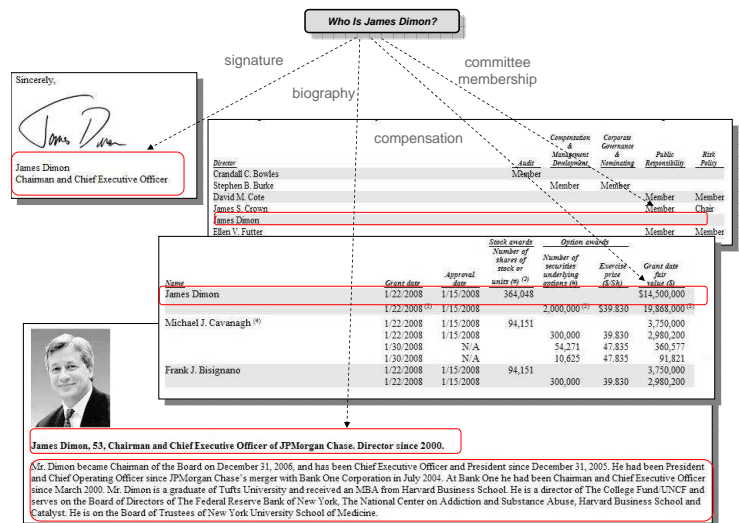 Who Is James Dimon?
signature
biography
compensation
committee
membership
Sincerely,
James Dimon
James Dimon
Chairman and Chief Executive Officer
Director
Audit
Compensation
&
Management
Development
Corporate
Governance
&
Nominating
Public
Responsibility
Risk
Policy
Crandall C. Bowles Member
Stephen B. Burke Member Member
David M. Cote Member Member
James S. Crown Member Chair
James Dimon
Ellen V. Futter Member Member
Stock awards Option awards
Name
Grant date
Approval
date
Number of
shares of
stock or
units (#) (2)
Number of
securities
underlying
options (#)
Exercise
price
($/Sh)
Grant date
fair
value ($)
James Dimon 1/22/2008 1/15/2008 364,048 $14,500,000
1/22/2008 (3) 1/15/2008 2,000,000 (3) $39.830 19,868,000 (3)
Michael J. Cavanagh (4) 1/22/2008 1/15/2008 94,151 3,750,000
1/22/2008 1/15/2008 300,000 39.830 2,980,200
1/30/2008 N/A 54,271 47.835 360,577
1/30/2008 N/A 10,625 47.835 91,821
Frank J. Bisignano 1/22/2008 1/15/2008 94,151 3,750,000
1/22/2008 1/15/2008 300,000 39.830 2,980,200
James Dimon, 53, Chairman and Chief Executive Officer of JPMorgan Chase. Director since 2000.
Mr. Dimon became Chairman of the Board on December 31, 2006, and has been Chief Executive Officer and President since December 31, 2005. He had been President
and Chief Operating Officer since JPMorgan Chase's merger with Bank One Corporation in July 2004. At Bank One he had been Chairman and Chief Executive Officer
since March 2000. Mr. Dimon is a graduate of Tufts University and received an MBA from Harvard Business School. He is a director of The College Fund/UNCF and
serves on the Board of Directors of The Federal Reserve Bank of New York, The National Center on Addiction and Substance Abuse, Harvard Business School and
Catalyst. He is on the Board of Trustees of New York University School of Medicine.